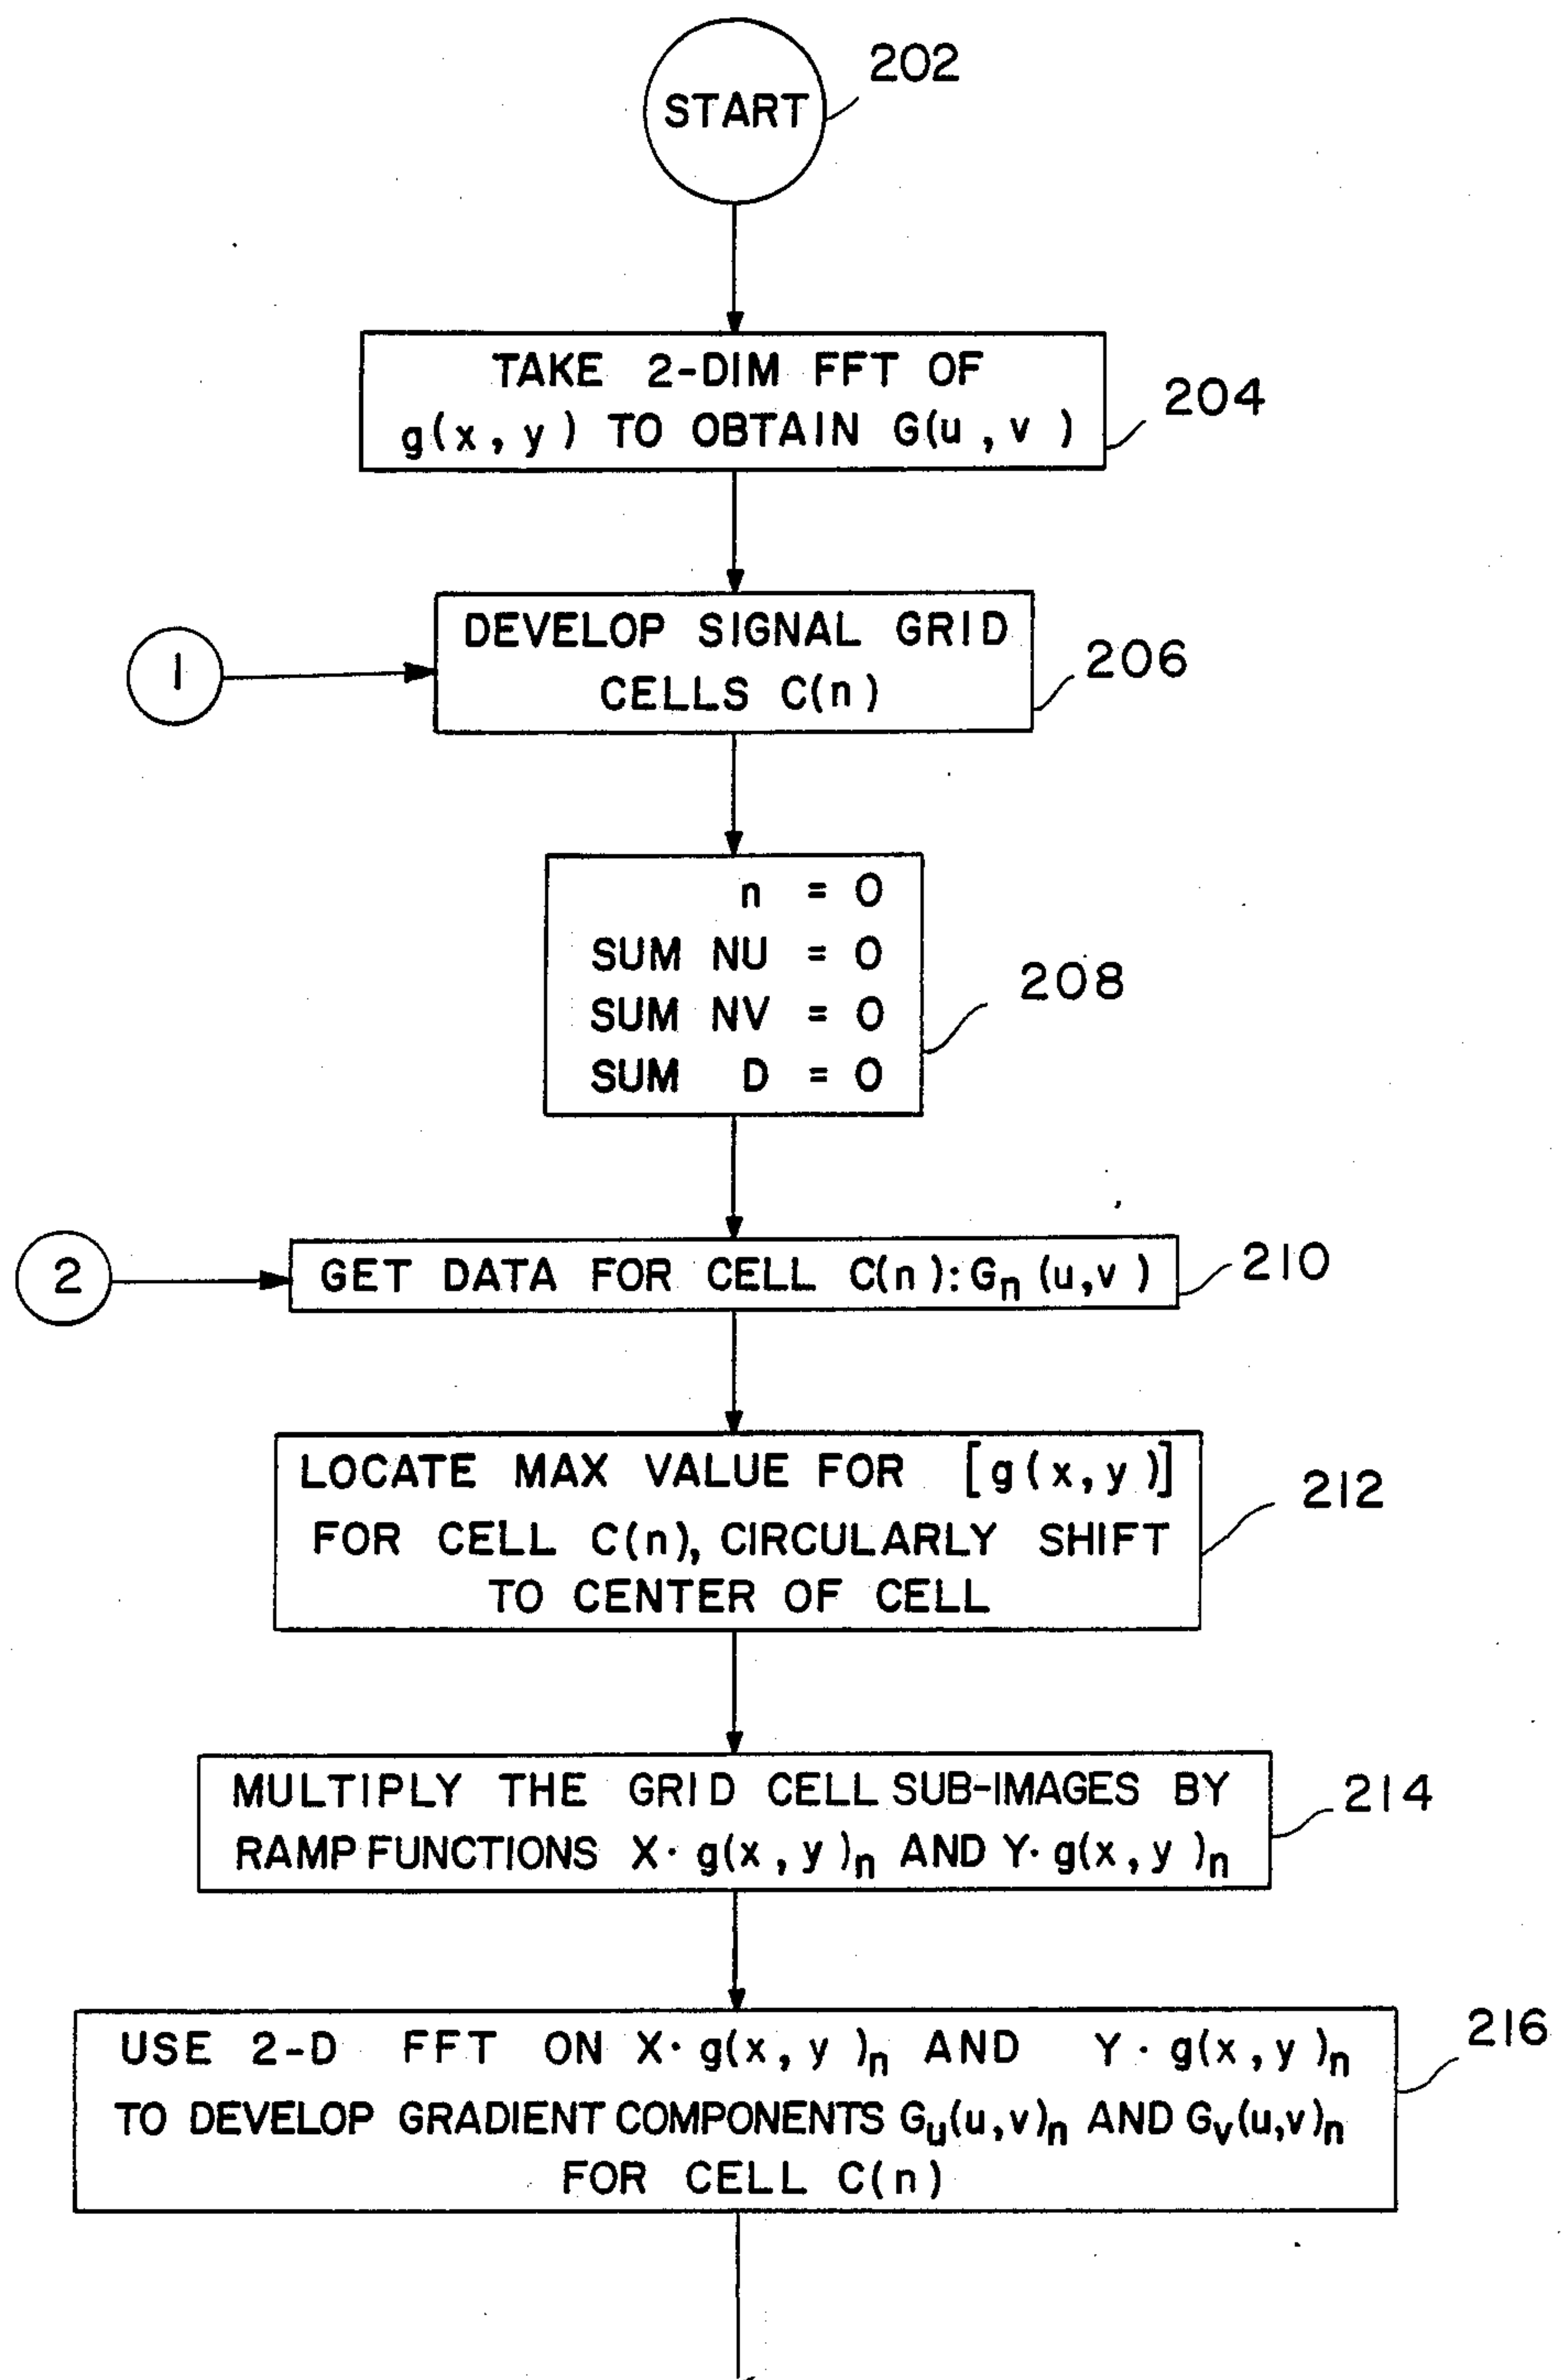 START
202
TAKE 2-DIM FFT OF
g(x,y) TO OBTAIN G(u,v)
204
DEVELOP SIGNAL GRID
CELLS C(n)
206
1
n = 0
SUM NU = 0
SUM NV = 0
SUM D = 0
208
2
GET DATA FOR CELL C(n): Gn (u,v)
210
LOCATE MAX VALUE FOR [g(x,y)]
FOR CELL C(n), CIRCULARLY SHIFT
TO CENTER OF CELL
212
MULTIPLY THE GRID CELL SUB-IMAGES BY
RAMP FUNCTIONS X· g(x,y)n AND Y· g(x,y)n
214
USE 2-D FFT ON X· g(x,y)n AND Y· g(x,y)n
TO DEVELOP GRADIENT COMPONENTS Gu(u,v)n AND Gv(u,v)n
FOR CELL C(n)
216